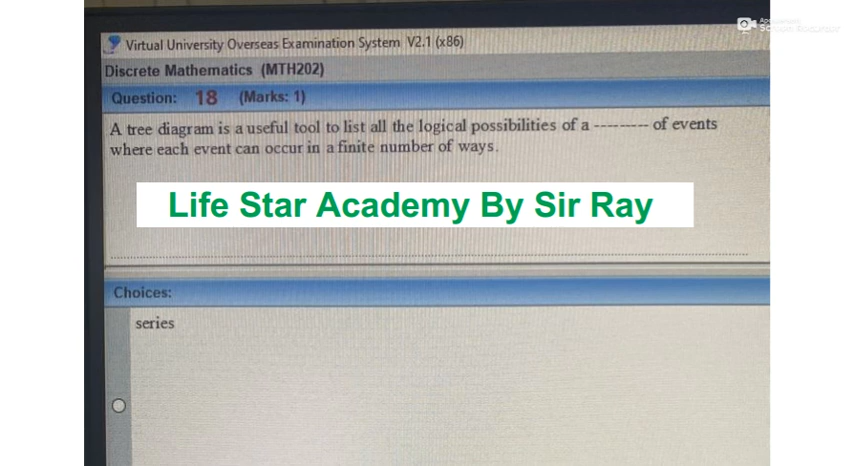 Virtual University Overseas Examination System V2.1 (x86)
Discrete Mathematics (MTH202)
Question: 18 (Marks: 1)
A tree diagram is a useful tool to list all the logical possibilities of a --------- of events
where each event can occur in a finite number of ways.
Life Star Academy By Sir Ray
Choices:
series